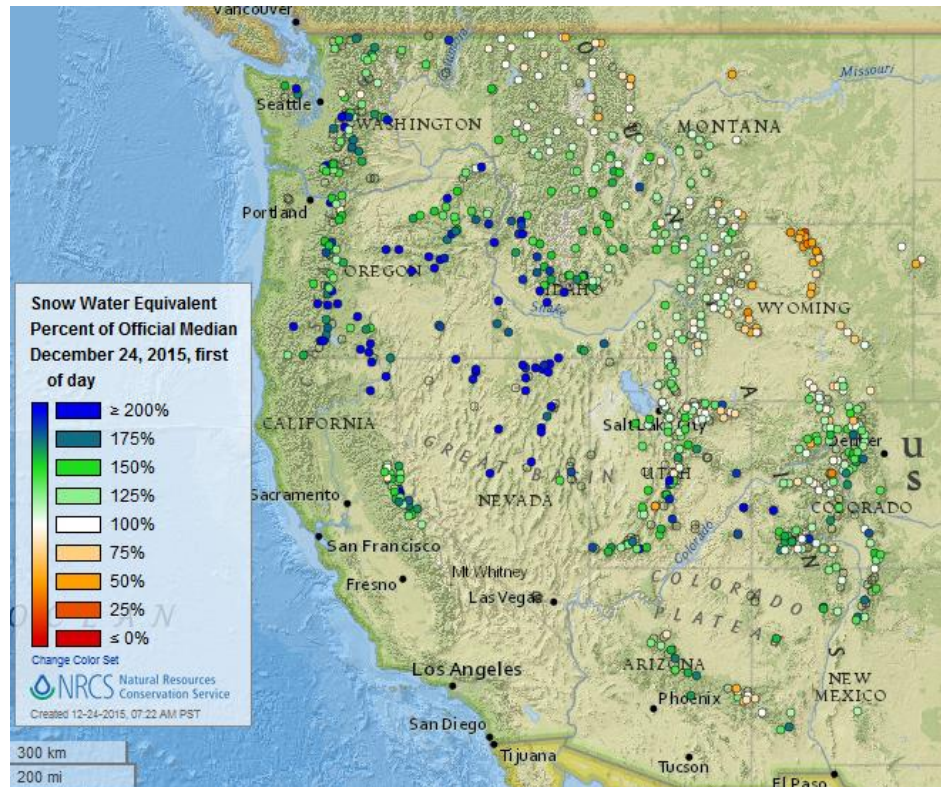 Vancouver
Columbia
Missouri
Seattle
WASHINGTON
MONTANA
Portland
OREGON
IDAHO
Snake
WYOMING
Snow Water Equivalent
Percent of Official Median
December 24, 2015, first
of day
≥ 200%
175%
150%
125%
100%
75%
50%
25%
≤ 0%
Change Color Set
NRCS Natural Resources
Conservation Service
Created 12-24-2015, 07:22 AM PST
CALIFORNIA
Salt Lake City
Denver
U
S
GREAT BASIN
UTAH
NEVADA
Sacramento
COLORADO
San Francisco
Colorado
Mt Whitney
Fresno
Las Vegas
COLORADO
PLATEA
OCEAN
Los Angeles
ARIZONA
NEW
MEXICO
Phoenix
San Diego
Tijuana
Tucson
El Paso
300 km
200 mi